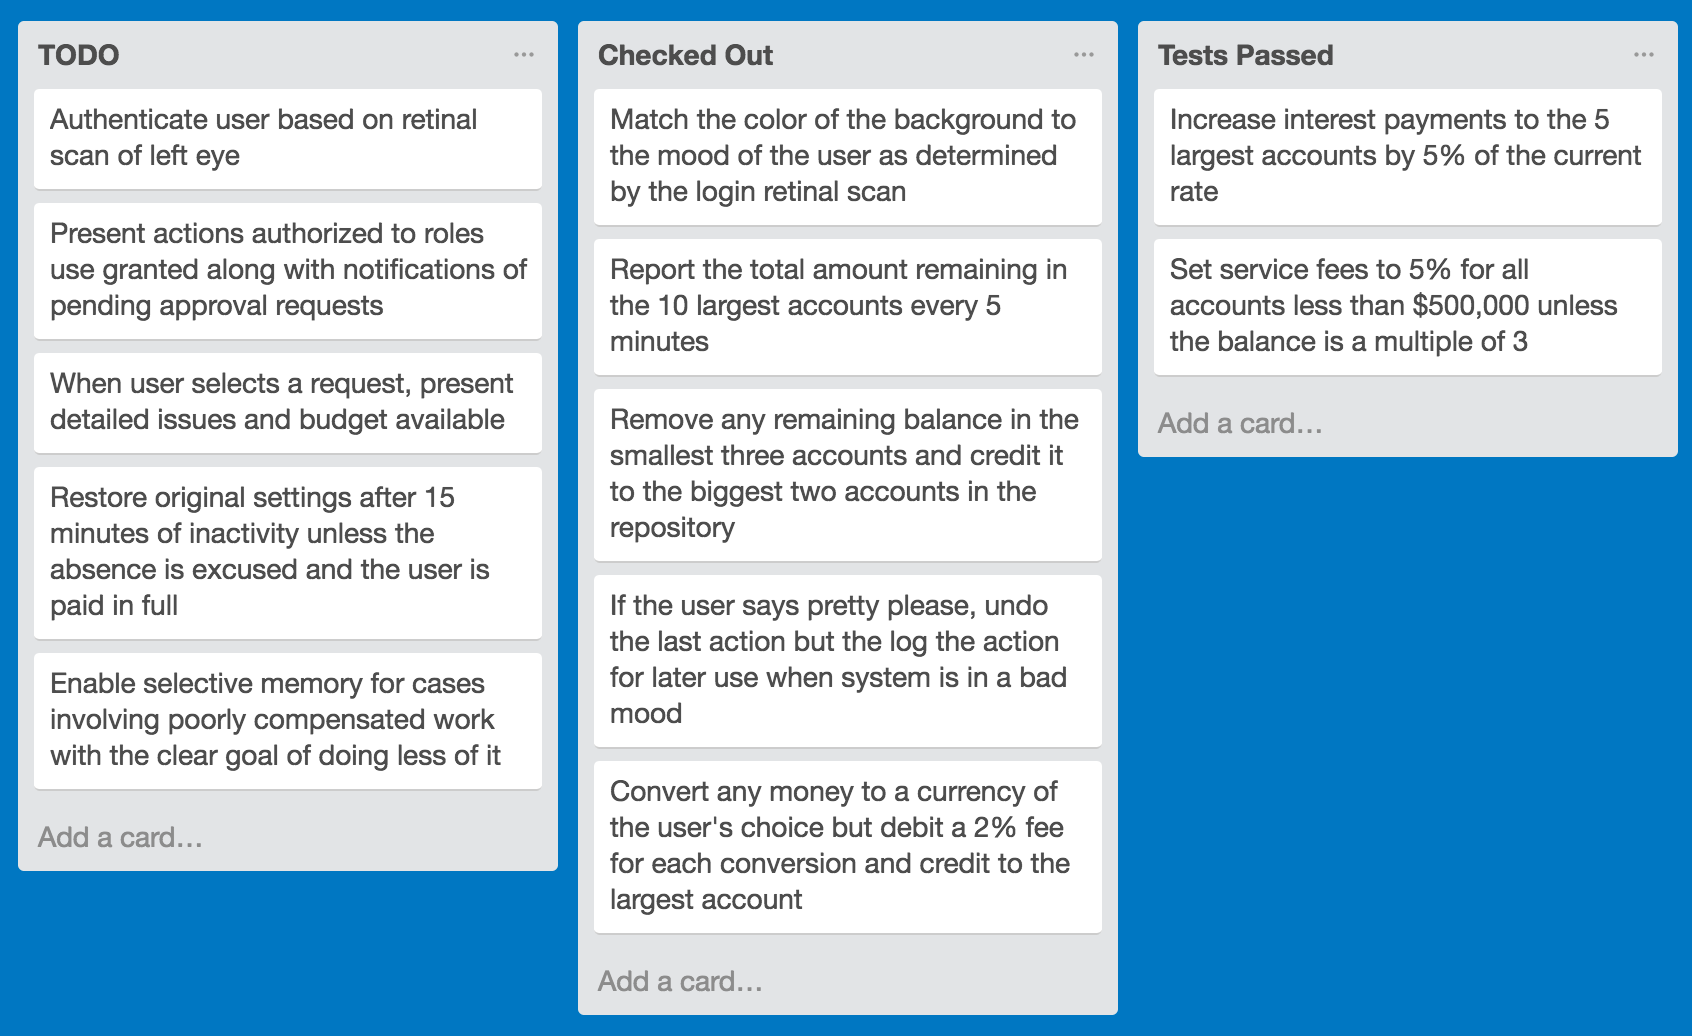 TODO
Authenticate user based on retinal
scan of left eye
Present actions authorized to roles
use granted along with notifications of
pending approval requests
When user selects a request, present
detailed issues and budget available
Restore original settings after 15
minutes of inactivity unless the
absence is excused and the user is
paid in full
Enable selective memory for cases
involving poorly compensated work
with the clear goal of doing less of it
Add a card…
Checked Out
Match the color of the background to
the mood of the user as determined
by the login retinal scan
Report the total amount remaining in
the 10 largest accounts every 5
minutes
Remove any remaining balance in the
smallest three accounts and credit it
to the biggest two accounts in the
repository
If the user says pretty please, undo
the last action but the log the action
for later use when system is in a bad
mood
Convert any money to a currency of
the user's choice but debit a 2% fee
for each conversion and credit to the
largest account
Add a card…
Tests Passed
Increase interest payments to the 5
largest accounts by 5% of the current
rate
Set service fees to 5% for all
accounts less than $500,000 unless
the balance is a multiple of 3
Add a card…